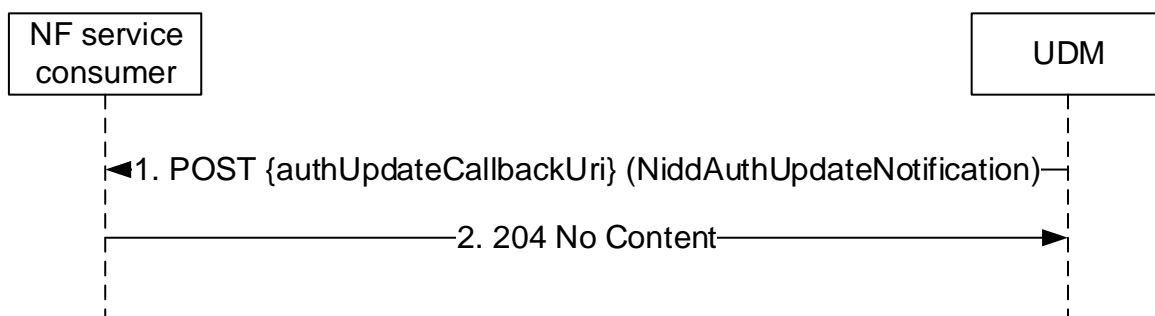 NF service
consumer
UDM
1. POST {authUpdateCallbackUri} (NiddAuthUpdateNotification)
2. 204 No Content